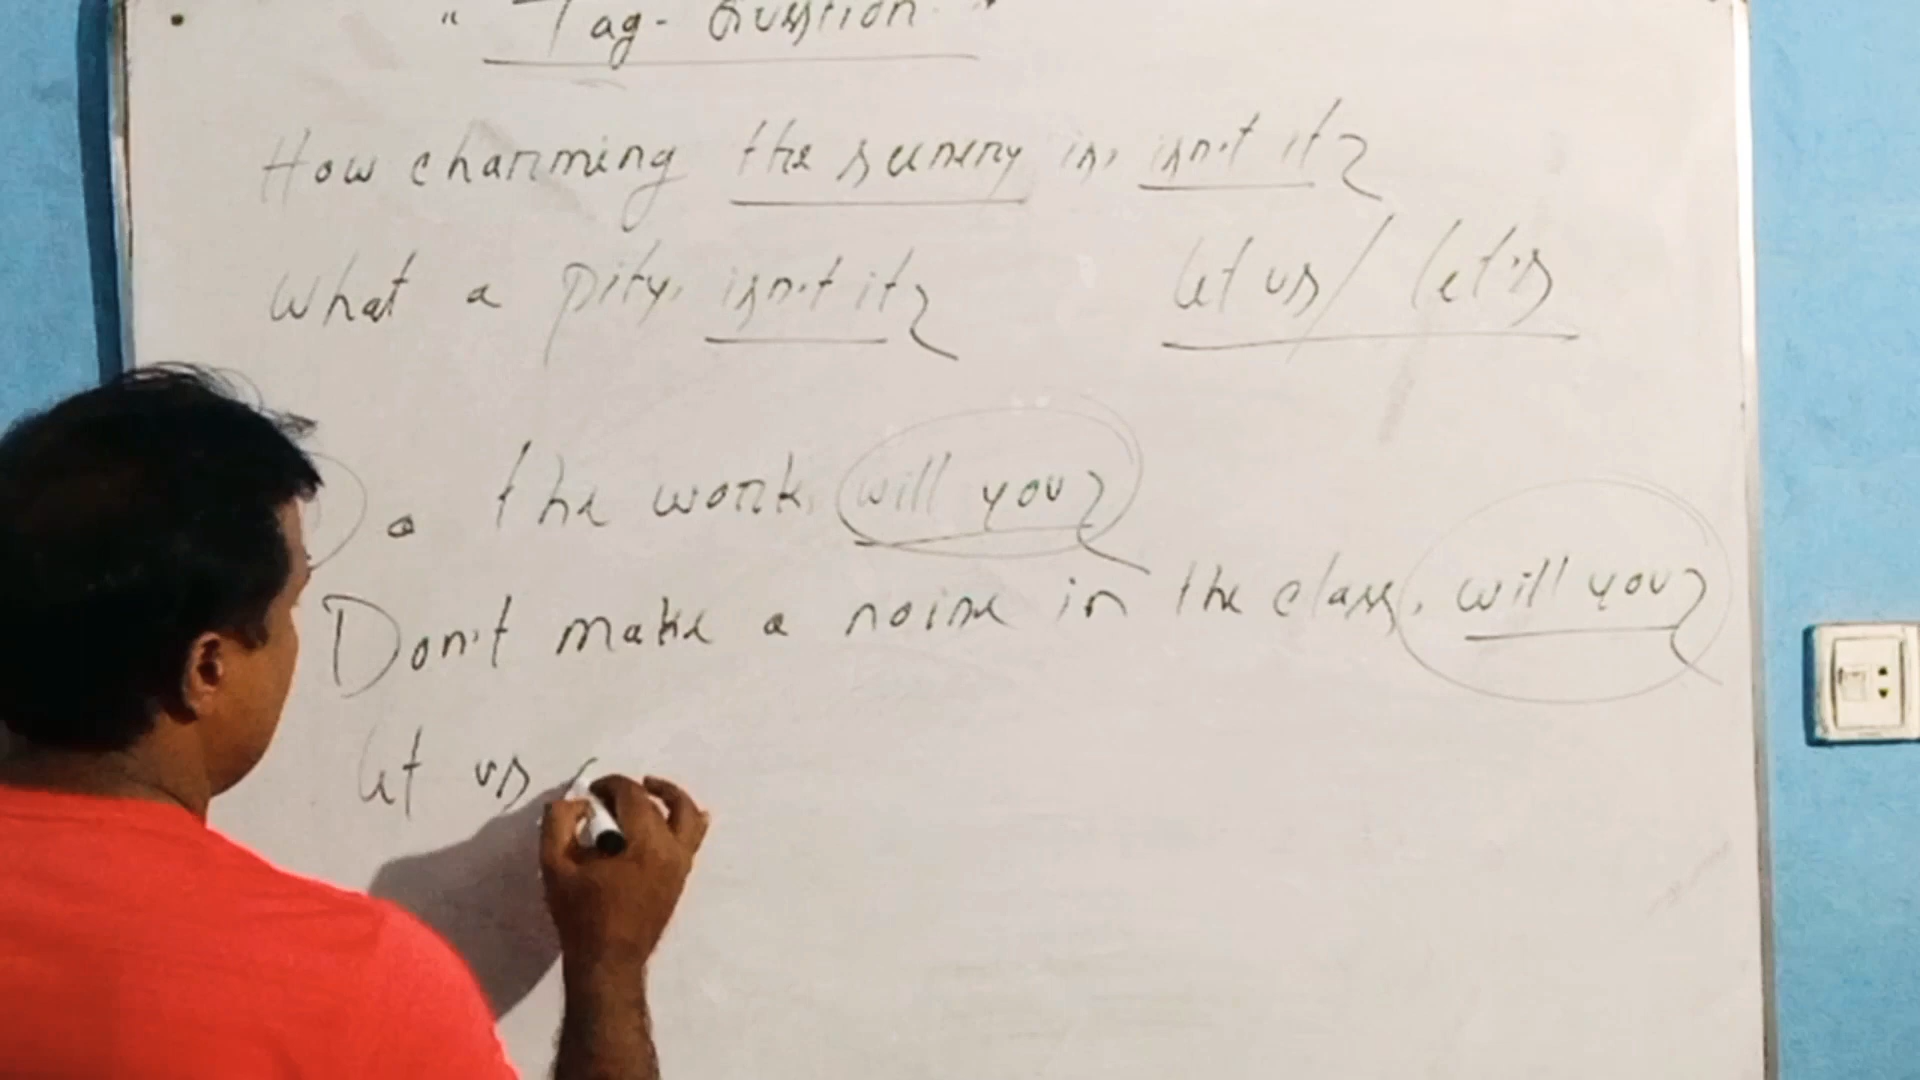 " Tag- Question "
How charming the scenery is, isn't it?
What a pity, isn't it? Let us / Let's
Do the work, will you?
Don't make a noise in the class, will you?
Let us